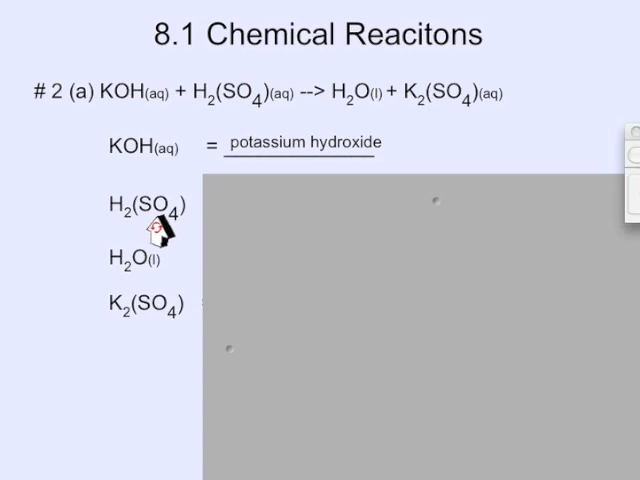 8.1 Chemical Reacitons
# 2 (a) KOH(aq) + H₂(SO₄)(aq) --> H₂O(l) + K₂(SO₄)(aq)
KOH(aq) = potassium hydroxide
H₂(SO₄)
H₂O(l)
K₂(SO₄)